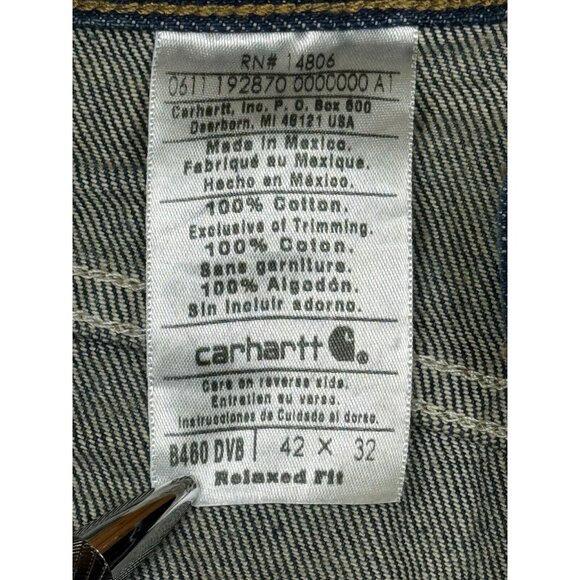 RN# 14806
0611 192870 0000000 A1
Carhartt, Inc. P. O. Box 600
Dearborn, MI 48121 USA
Made in Mexico.
Fabriqué au Mexique.
Hecho en México.
100% Cotton.
Exclusive of Trimming.
100% Coton.
Sans garniture.
100% Algodón.
Sin incluir adorno.
carhartt
Care on reverse side.
Entretien au verso.
Instrucciones de Cuidado al dorso.
B460 DVB 42 X 32
Relaxed Fit